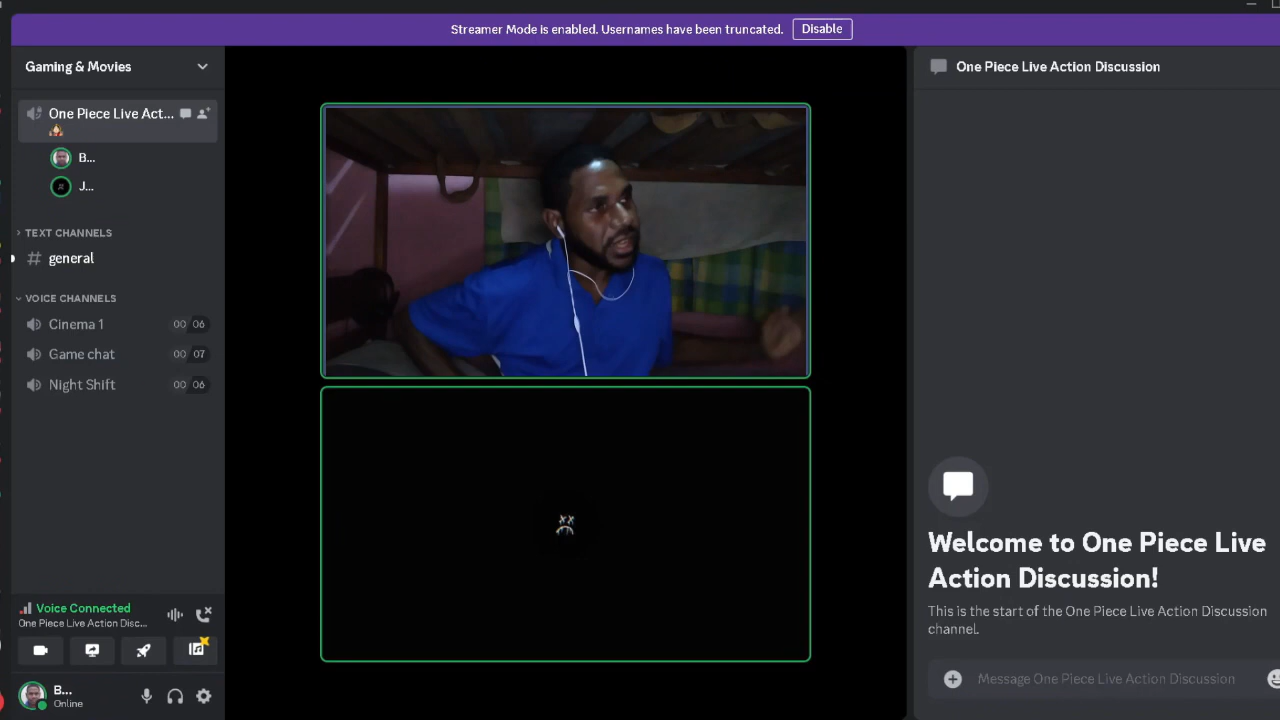 Streamer Mode is enabled. Usernames have been truncated. Disable
Gaming & Movies
One Piece Live Act...
B...
J...
TEXT CHANNELS
# general
VOICE CHANNELS
Cinema 1 00 06
Game chat 00 07
Night Shift 00 06
Voice Connected
One Piece Live Action Disc...
B...
Online
One Piece Live Action Discussion
Welcome to One Piece Live
Action Discussion!
This is the start of the One Piece Live Action Discussion
channel.
Message One Piece Live Action Discussion